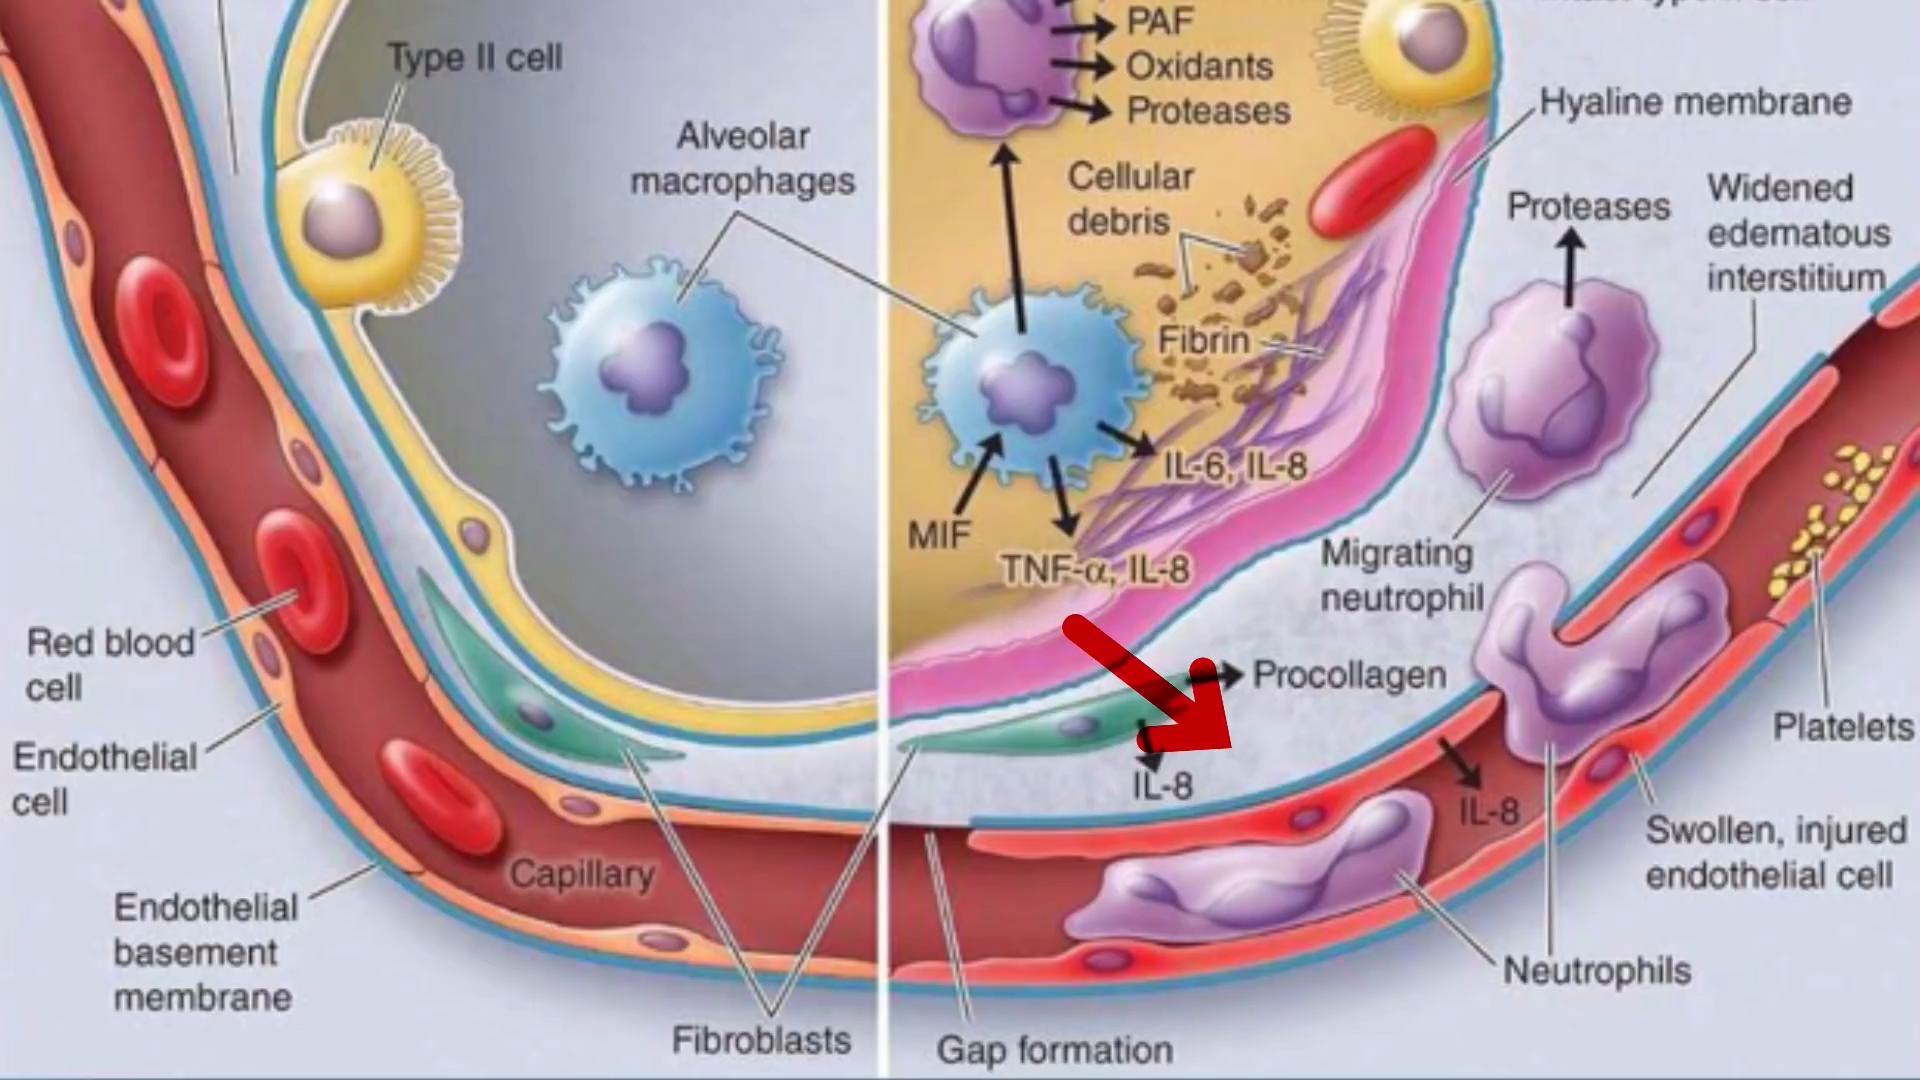 PAF
Type II cell
Oxidants
Proteases
Hyaline membrane
Alveolar
macrophages
Cellular
debris
Proteases
Widened
edematous
interstitium
Fibrin
IL-6, IL-8
MIF
TNF-α, IL-8
Migrating
neutrophil
Red blood
cell
Procollagen
Platelets
Endothelial
cell
IL-8
IL-8
Swollen, injured
endothelial cell
Capillary
Endothelial
basement
membrane
Neutrophils
Fibroblasts
Gap formation